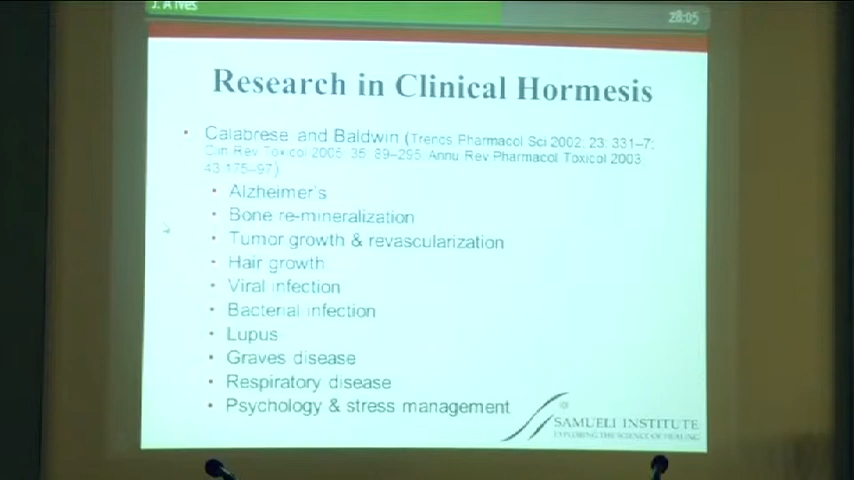 J. A Ives
28:05
Research in Clinical Hormesis
• Calabrese and Baldwin (Trends Pharmacol Sci 2002; 23: 331–7;
Crin Rev Toxicol 2005; 35: 89–295; Annu Rev Pharmacol Toxicol 2003
43:175–97)
• Alzheimer's
• Bone re-mineralization
• Tumor growth & revascularization
• Hair growth
• Viral infection
• Bacterial infection
• Lupus
• Graves disease
• Respiratory disease
• Psychology & stress management
SAMUELI INSTITUTE
EXPLORING THE SCIENCE OF HEALING